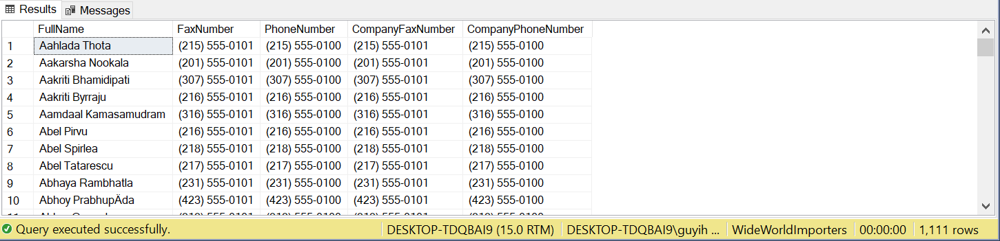 Results Messages
FullName FaxNumber PhoneNumber CompanyFaxNumber CompanyPhoneNumber
1 Aahlada Thota (215) 555-0101 (215) 555-0100 (215) 555-0101 (215) 555-0100
2 Aakarsha Nookala (201) 555-0101 (201) 555-0100 (201) 555-0101 (201) 555-0100
3 Aakriti Bhamidipati (307) 555-0101 (307) 555-0100 (307) 555-0101 (307) 555-0100
4 Aakriti Byrraju (216) 555-0101 (216) 555-0100 (216) 555-0101 (216) 555-0100
5 Aamdaal Kamasamudram (316) 555-0101 (316) 555-0100 (316) 555-0101 (316) 555-0100
6 Abel Pirvu (216) 555-0101 (216) 555-0100 (216) 555-0101 (216) 555-0100
7 Abel Spirlea (218) 555-0101 (218) 555-0100 (218) 555-0101 (218) 555-0100
8 Abel Tatarescu (217) 555-0101 (217) 555-0100 (217) 555-0101 (217) 555-0100
9 Abhaya Rambhatla (231) 555-0101 (231) 555-0100 (231) 555-0101 (231) 555-0100
10 Abhoy PrabhupÄda (423) 555-0101 (423) 555-0100 (423) 555-0101 (423) 555-0100
Query executed successfully. DESKTOP-TDQBAI9 (15.0 RTM) DESKTOP-TDQBAI9\guyih ... WideWorldImporters 00:00:00 1,111 rows